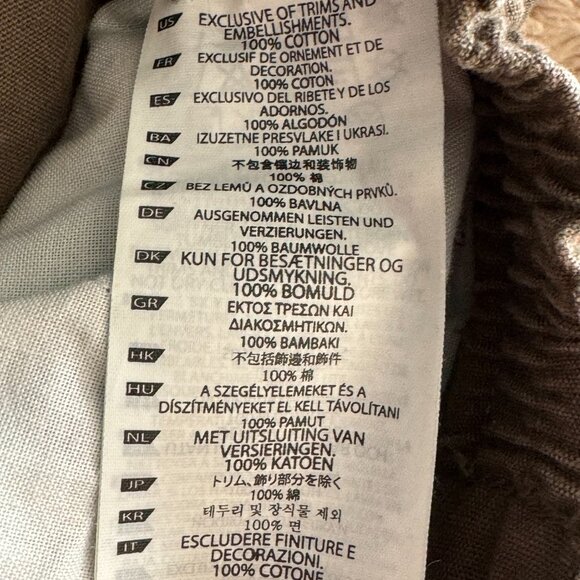 US EXCLUSIVE OF TRIMS AND
EMBELLISHMENTS.
100% COTTON
FR EXCLUSIF DE ORNEMENT ET DE
DECORATION.
100% COTON
ES EXCLUSIVO DEL RIBETE Y DE LOS
ADORNOS.
100% ALGODÓN
BA IZUZETNE PRESVLAKE I UKRASI.
100% PAMUK
CN 不包含镶边和装饰物
100% 棉
CZ BEZ LEMŮ A OZDOBNÝCH PRVKŮ.
100% BAVLNA
DE AUSGENOMMEN LEISTEN UND
VERZIERUNGEN.
100% BAUMWOLLE
DK KUN FOR BESÆTNINGER OG
UDSMYKNING.
100% BOMULD
GR ΕΚΤΟΣ ΤΡΕΣΩΝ ΚΑΙ
ΔΙΑΚΟΣΜΗΤΙΚΩΝ.
100% ΒΑΜΒΑΚΙ
HK 不包括飾邊和飾件
100% 棉
HU A SZEGÉLYELEMEKET ÉS A
DÍSZÍTMÉNYEKET EL KELL TÁVOLÍTANI
100% PAMUT
NL MET UITSLUITING VAN
VERSIERINGEN.
100% KATOEN
JP トリム、飾り部分を除く
100% 綿
KR 테두리 및 장식물 제외
100% 면
IT ESCLUDERE FINITURE E
DECORAZIONI.
100% COTONE